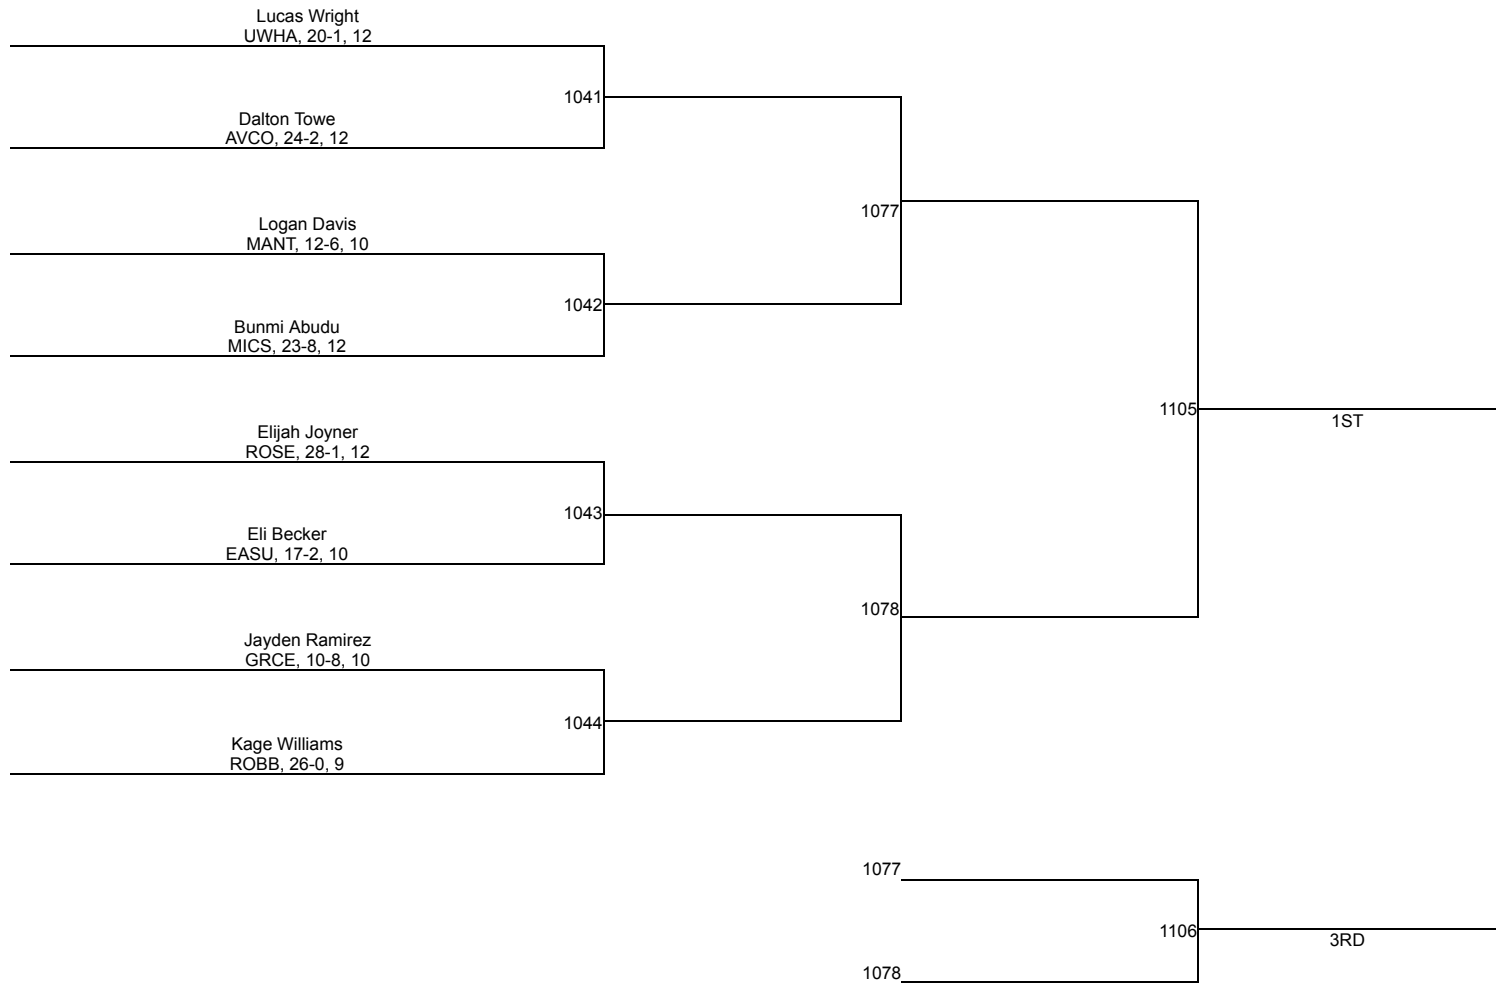 Lucas Wright
UWHA, 20-1, 12
1041
Dalton Towe
AVCO, 24-2, 12
1077
Logan Davis
MANT, 12-6, 10
1042
Bunmi Abudu
MICS, 23-8, 12
1105
1ST
Elijah Joyner
ROSE, 28-1, 12
1043
Eli Becker
EASU, 17-2, 10
1078
Jayden Ramirez
GRCE, 10-8, 10
1044
Kage Williams
ROBB, 26-0, 9
1077
1106
3RD
1078